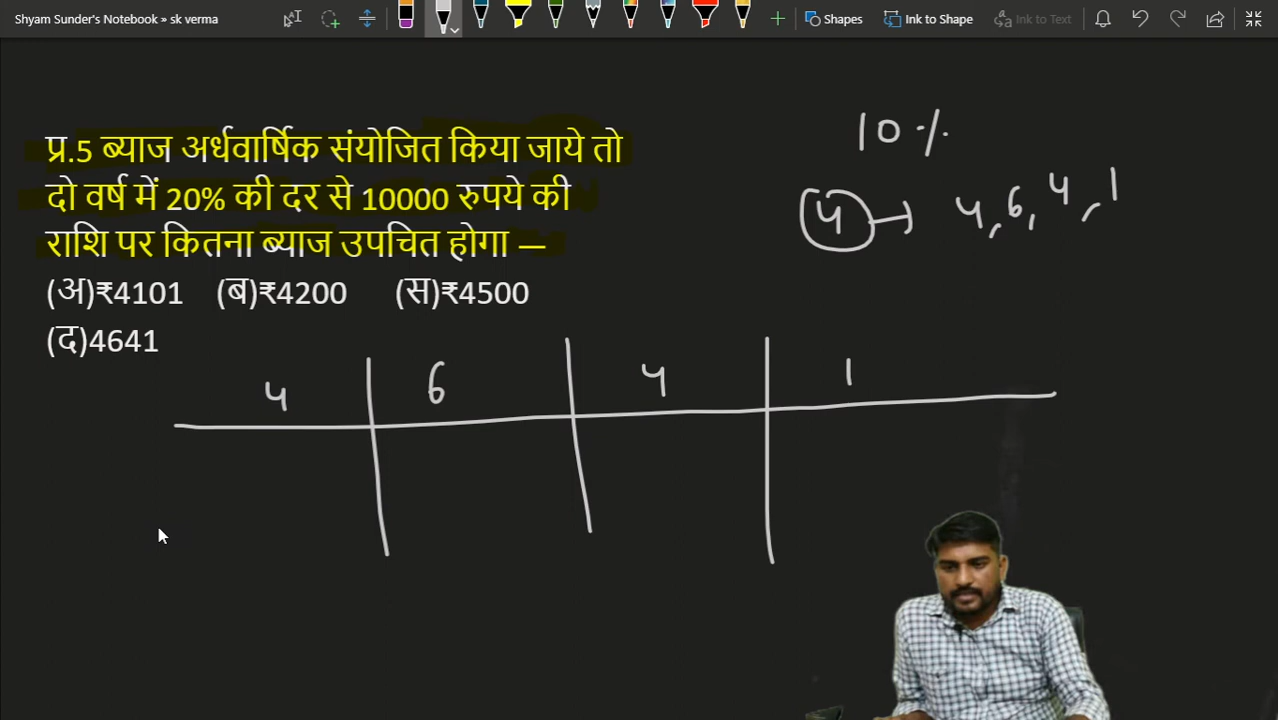 Shyam Sunder's Notebook » sk verma
Shapes
Ink to Shape
Ink to Text
प्र.5 ब्याज अर्धवार्षिक संयोजित किया जाये तो
दो वर्ष में 20% की दर से 10000 रुपये की
राशि पर कितना ब्याज उपचित होगा —
(अ)₹4101 (ब)₹4200 (स)₹4500
(द)4641
10 %
4 → 4, 6, 4, 1
4 6 4 1